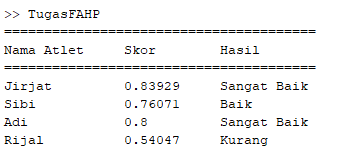 >> TugasFAHP
=======================================
Nama Atlet     Skor        Hasil
=======================================
Jirjat         0.83929     Sangat Baik
Sibi           0.76071     Baik
Adi            0.8         Sangat Baik
Rijal          0.54047     Kurang